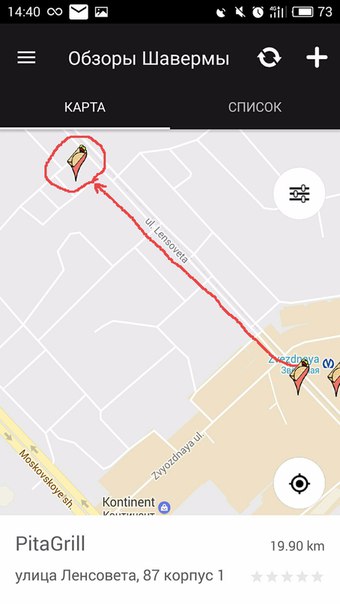 14:40
73
Обзоры Шавермы
КАРТА
СПИСОК
ul. Lensoveta
Zvezdnaya
Zvyozdnaya ul.
Moskovskoye sh
Kontinent
Континент
PitaGrill
19.90 km
улица Ленсовета, 87 корпус 1